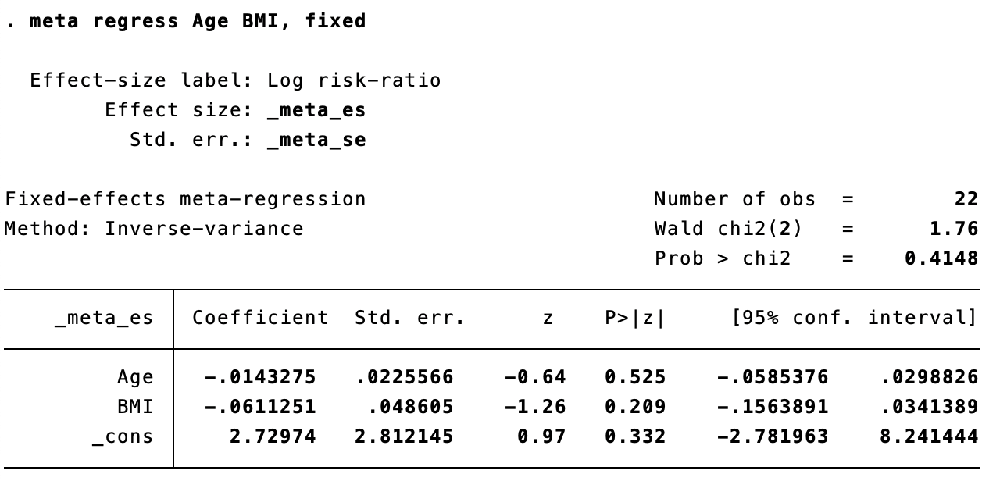 . meta regress Age BMI, fixed
Effect-size label: Log risk-ratio
Effect size: _meta_es
Std. err.: _meta_se
Fixed-effects meta-regression Number of obs = 22
Method: Inverse-variance Wald chi2(2) = 1.76
Prob > chi2 = 0.4148
_meta_es Coefficient Std. err. z P>|z| [95% conf. interval]
Age -.0143275 .0225566 -0.64 0.525 -.0585376 .0298826
BMI -.0611251 .048605 -1.26 0.209 -.1563891 .0341389
_cons 2.72974 2.812145 0.97 0.332 -2.781963 8.241444